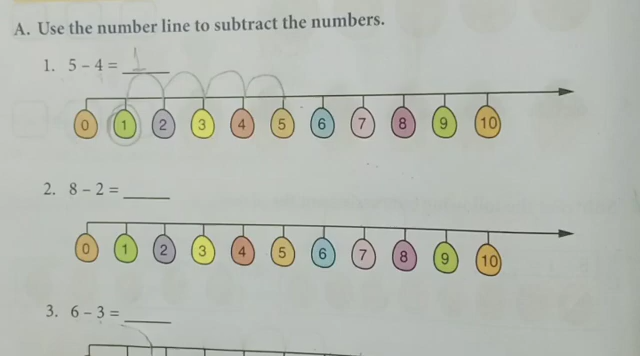 A. Use the number line to subtract the numbers.
1. 5 – 4 = 1
0 1 2 3 4 5 6 7 8 9 10
2. 8 – 2 = ____
0 1 2 3 4 5 6 7 8 9 10
3. 6 – 3 = ____